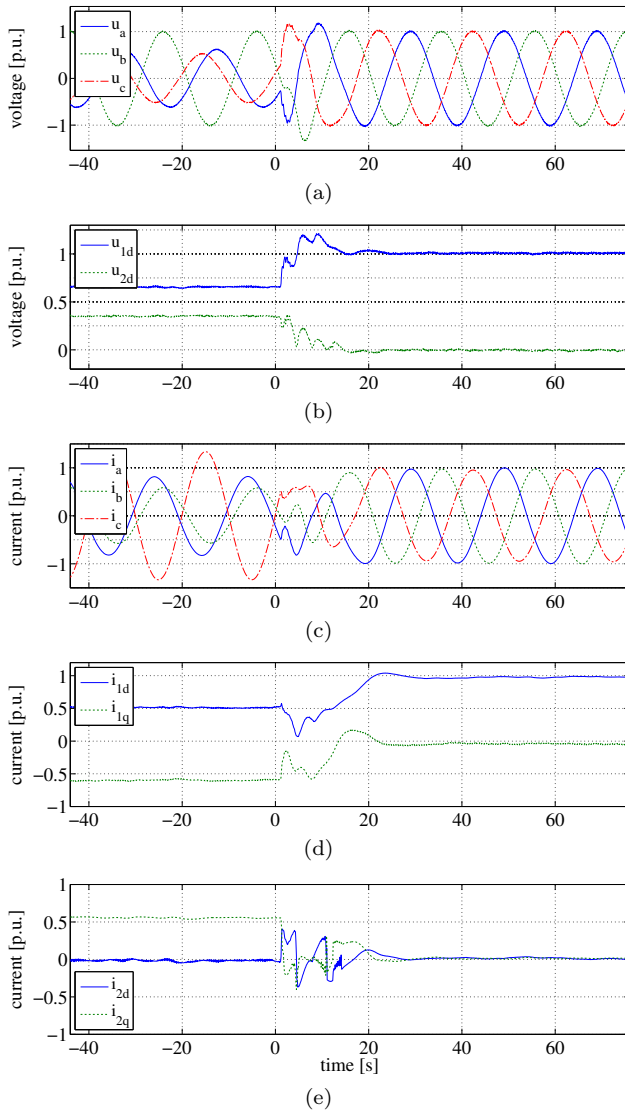 u_a
u_b
u_c
voltage [p.u.]
1
0
−1
−40 −20 0 20 40 60
(a)
u_1d
u_2d
voltage [p.u.]
1
0.5
0
−40 −20 0 20 40 60
(b)
i_a
i_b
i_c
current [p.u.]
1
0
−1
−40 −20 0 20 40 60
(c)
i_1d
i_1q
current [p.u.]
1
0.5
0
−0.5
−1
−40 −20 0 20 40 60
(d)
1
0.5
0
−0.5
−1
current [p.u.]
i_2d
i_2q
−40 −20 0 20 40 60
time [s]
(e)